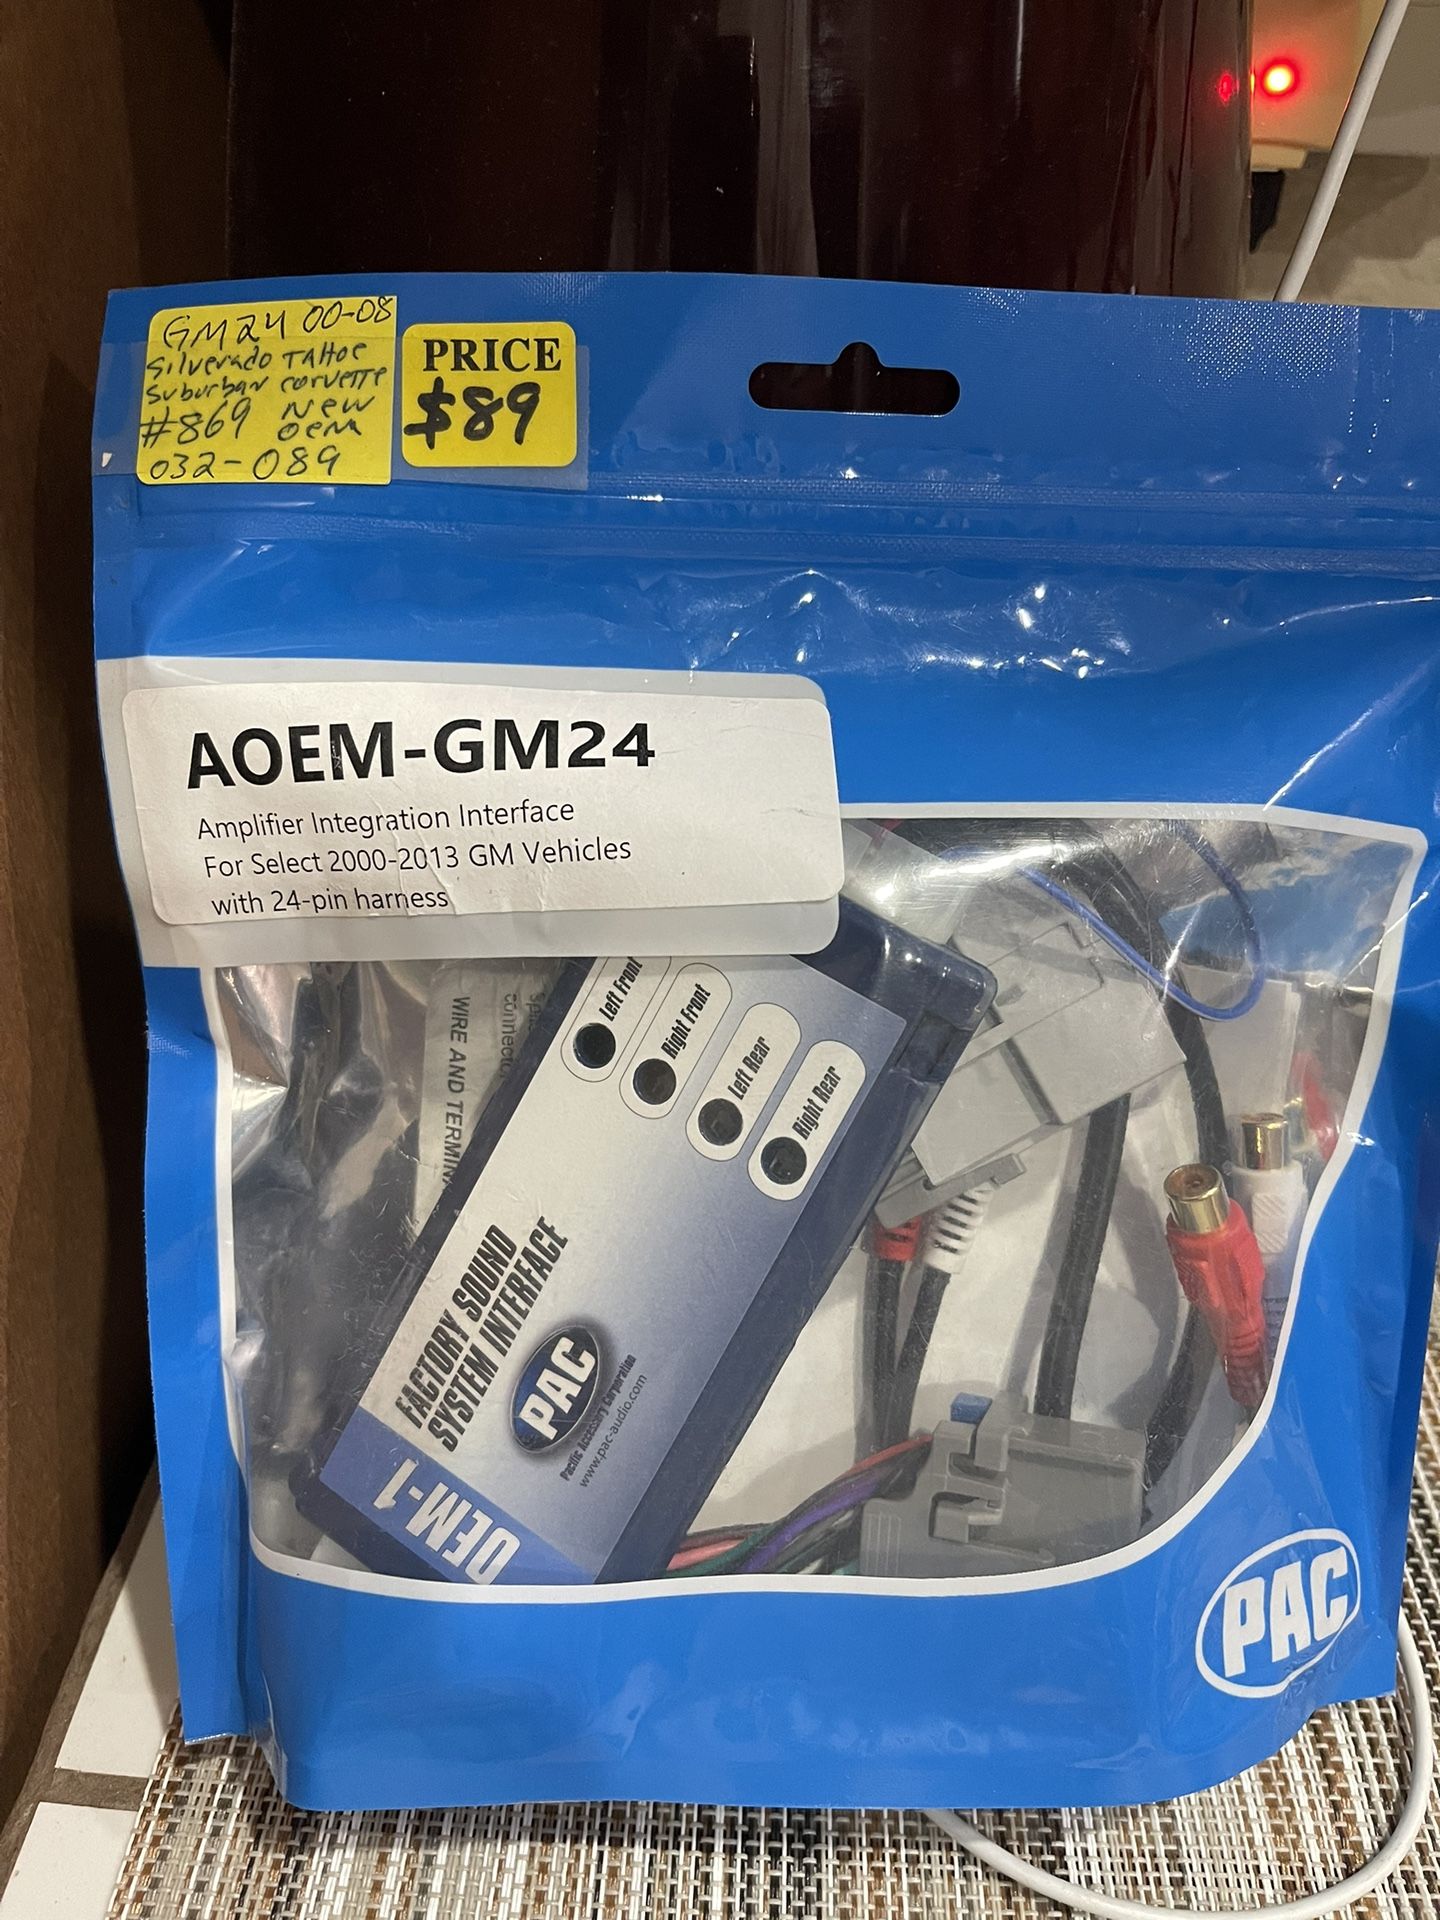 GM24 00-08
Silverado TAHOE
Suburban corvette
#869 New
OEM
032-089
PRICE
$89
AOEM-GM24
Amplifier Integration Interface
For Select 2000-2013 GM Vehicles
with 24-pin harness
connector
WIRE AND TERMIN
Left Front
Right Front
Left Rear
Right Rear
FACTORY SOUND
SYSTEM INTERFACE
PAC
Pacific Accessory Corporation
www.pac-audio.com
OEM-1
PAC